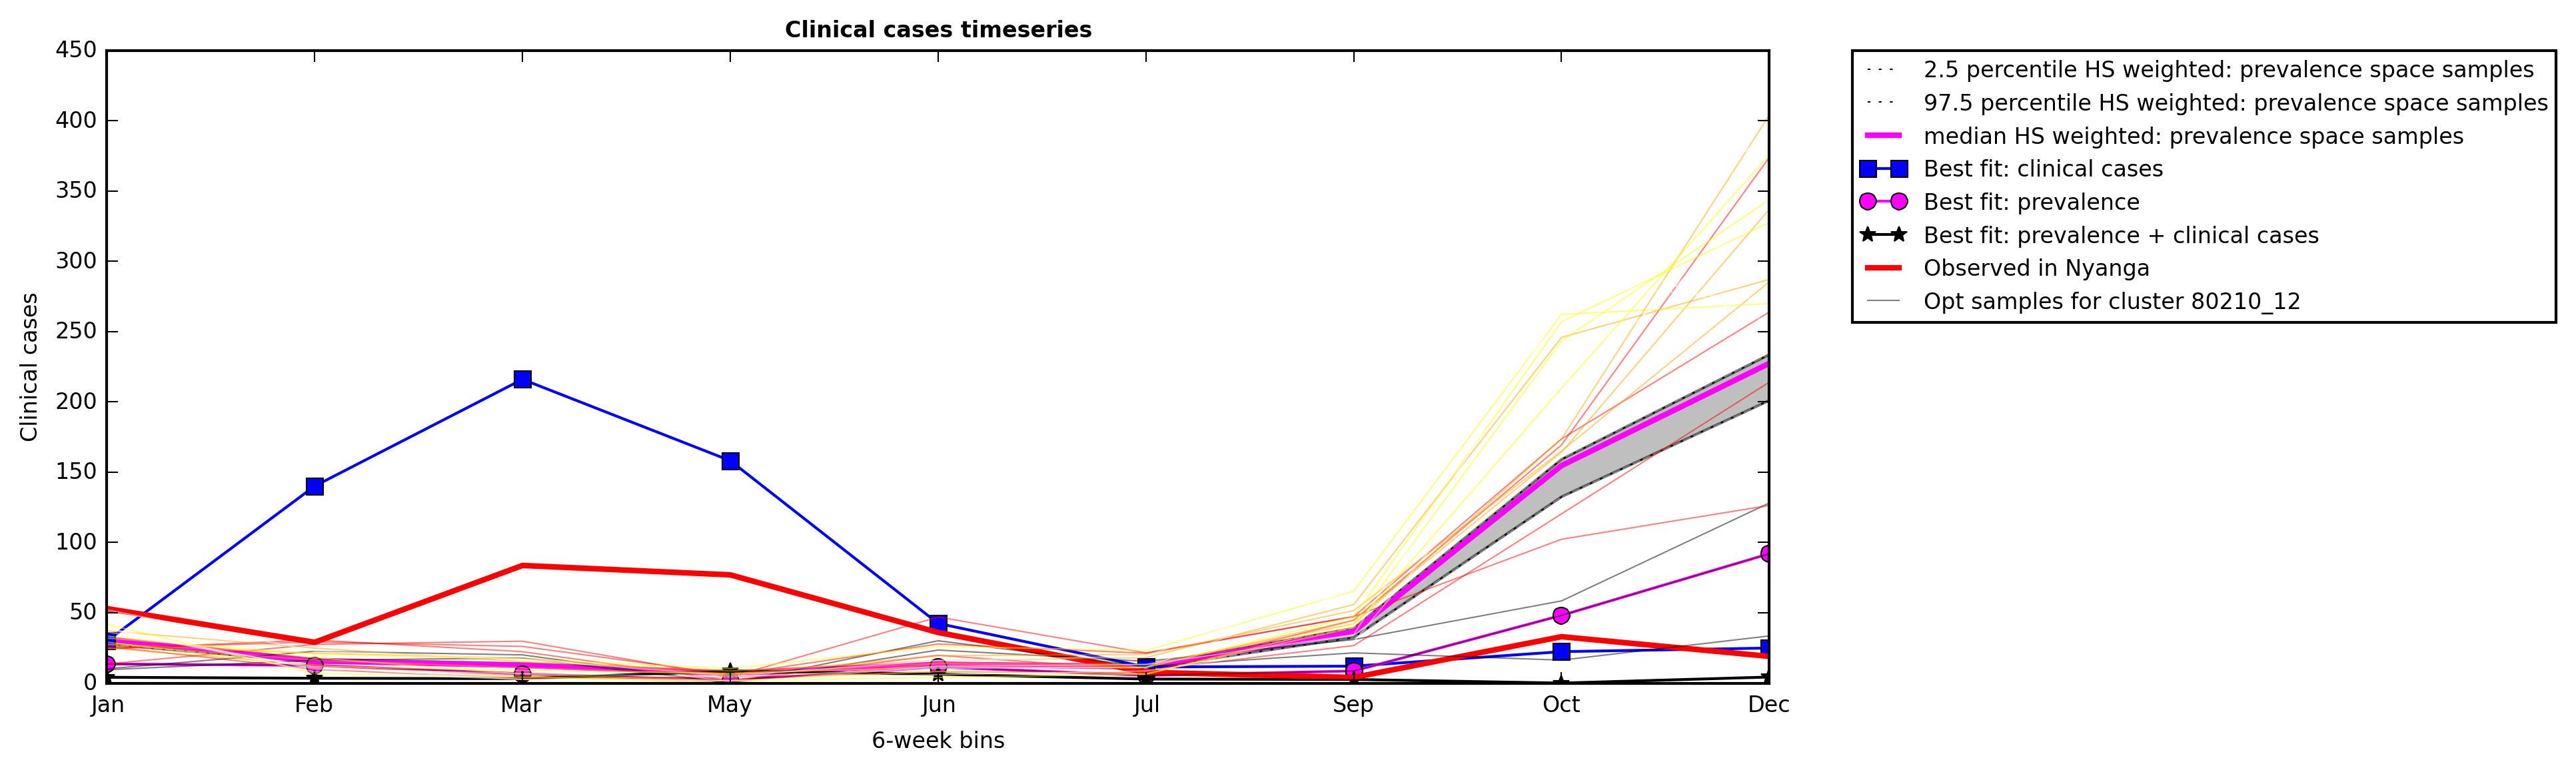 Clinical cases timeseries
450
400
350
300
250
200
150
100
50
0
Clinical cases
Jan Feb Mar May Jun Jul Sep Oct Dec
6-week bins
2.5 percentile HS weighted: prevalence space samples
97.5 percentile HS weighted: prevalence space samples
median HS weighted: prevalence space samples
Best fit: clinical cases
Best fit: prevalence
Best fit: prevalence + clinical cases
Observed in Nyanga
Opt samples for cluster 80210_12